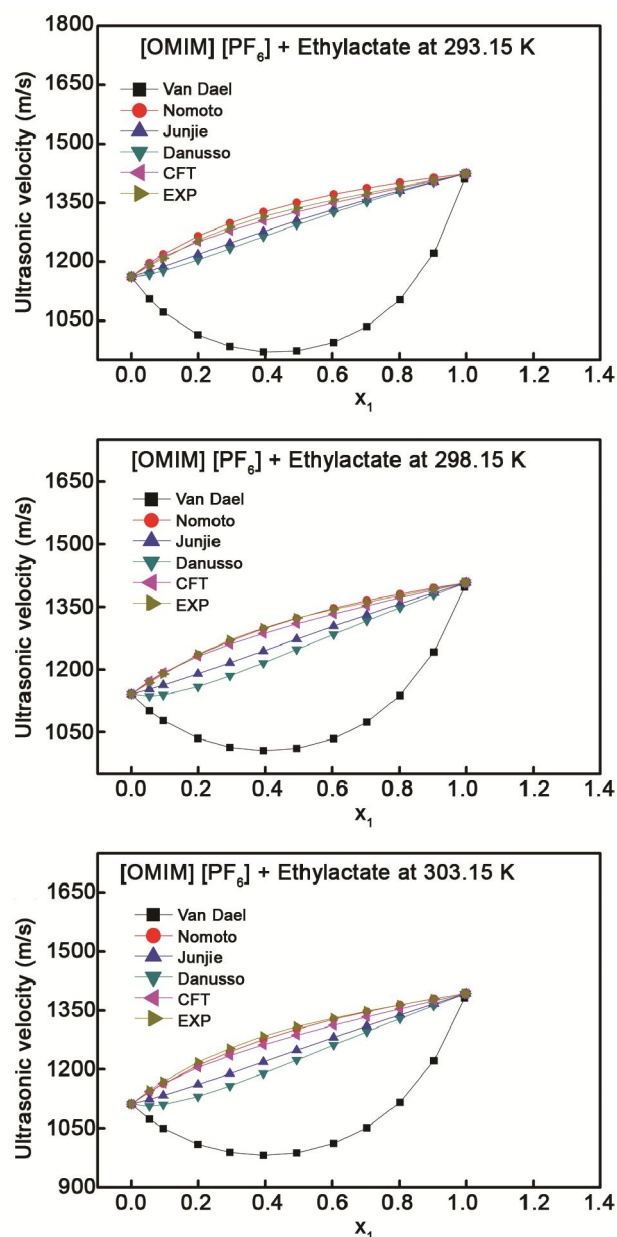 1800
[OMIM] [PF6] + Ethylactate at 293.15 K
1650
Van Dael
Nomoto
1500
Junjie
Danusso
CFT
1350
EXP
1200
1050
Ultrasonic velocity (m/s)
0.0 0.2 0.4 0.6 0.8 1.0 1.2 1.4
x1
[OMIM] [PF6] + Ethylactate at 298.15 K
1650
Van Dael
Nomoto
1500
Junjie
Danusso
CFT
1350
EXP
1200
1050
Ultrasonic velocity (m/s)
0.0 0.2 0.4 0.6 0.8 1.0 1.2 1.4
x1
[OMIM] [PF6] + Ethylactate at 303.15 K
1650
Van Dael
Nomoto
1500
Junjie
Danusso
CFT
1350
EXP
1200
1050
900
Ultrasonic velocity (m/s)
0.0 0.2 0.4 0.6 0.8 1.0 1.2 1.4
x1